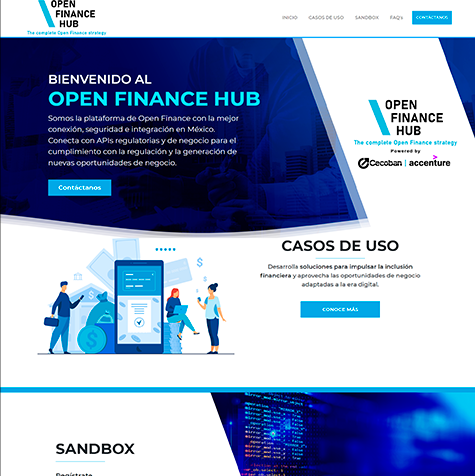 OPEN
FINANCE
HUB
The complete Open Finance strategy
INICIO CASOS DE USO SANDBOX FAQ's CONTÁCTANOS
BIENVENIDO AL
OPEN FINANCE HUB
Somos la plataforma de Open Finance con la mejor
conexión, seguridad e integración en México.
Conecta con APIs regulatorias y de negocio para el
cumplimiento con la regulación y la generación de
nuevas oportunidades de negocio.
Contáctanos
OPEN
FINANCE
HUB
The complete Open Finance strategy
Powered by
Cecoban | accenture
CASOS DE USO
Desarrolla soluciones para impulsar la inclusión
financiera y aprovecha las oportunidades de negocio
adaptadas a la era digital.
CONOCE MÁS
SANDBOX
Regístrate